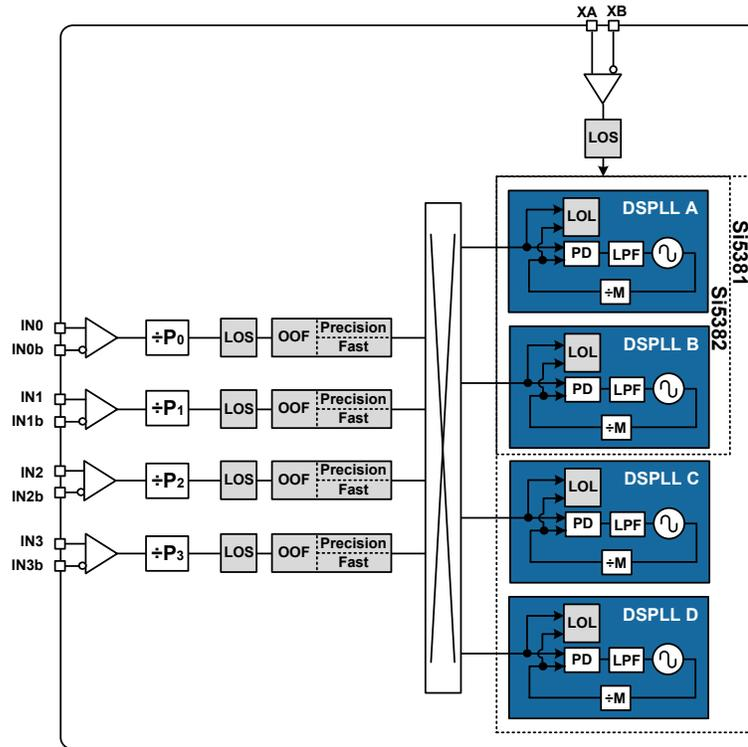 XA XB
LOS
DSPLL A
LOL
PD LPF
÷M
Si5381
Si5382
DSPLL B
LOL
PD LPF
÷M
IN0
IN0b
÷P0
LOS OOF Precision
Fast
IN1
IN1b
÷P1
LOS OOF Precision
Fast
IN2
IN2b
÷P2
LOS OOF Precision
Fast
IN3
IN3b
÷P3
LOS OOF Precision
Fast
DSPLL C
LOL
PD LPF
÷M
DSPLL D
LOL
PD LPF
÷M